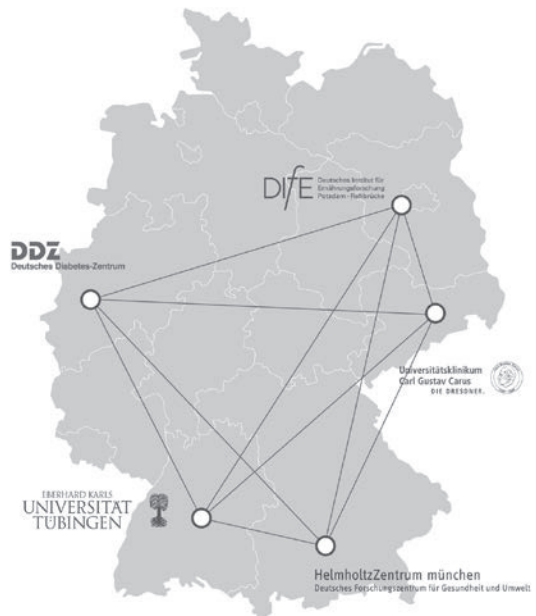 DIfE Deutsches Institut für
Ernährungsforschung
Potsdam-Rehbrücke
DDZ
Deutsches Diabetes-Zentrum
Universitätsklinikum
Carl Gustav Carus
DIE DRESDNER.
EBERHARD KARLS
UNIVERSITÄT
TÜBINGEN
HelmholtzZentrum münchen
Deutsches Forschungszentrum für Gesundheit und Umwelt